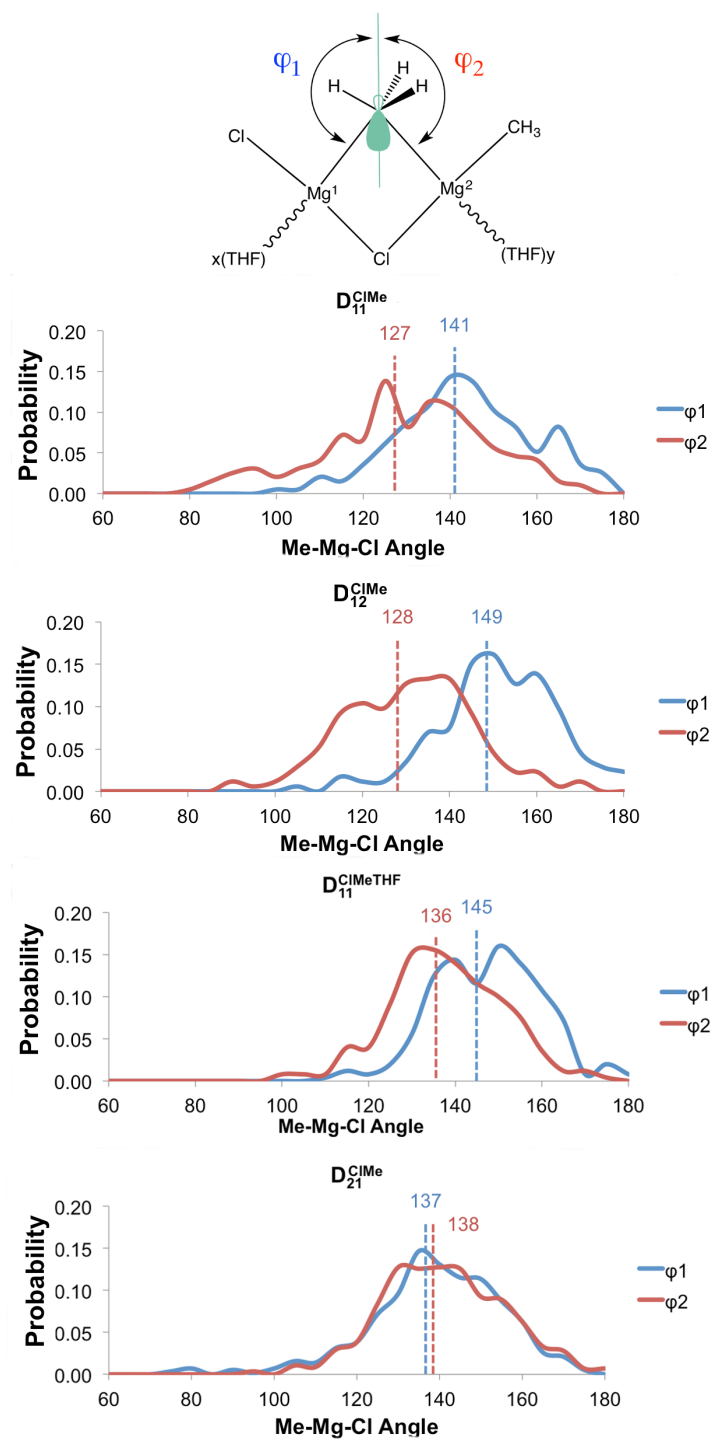 φ1 φ2
H H H
Cl CH3
Mg1 Mg2
x(THF) Cl (THF)y
D11ClMe
127 141
0.20
0.15
0.10
0.05
0.00
Probability
60 80 100 120 140 160 180
Me-Mg-Cl Angle
φ1
φ2
D12ClMe
128 149
0.20
0.15
0.10
0.05
0.00
Probability
60 80 100 120 140 160 180
Me-Mg-Cl Angle
φ1
φ2
D11ClMeTHF
136 145
0.20
0.15
0.10
0.05
0.00
Probability
60 80 100 120 140 160 180
Me-Mg-Cl Angle
φ1
φ2
D21ClMe
137 138
0.20
0.15
0.10
0.05
0.00
Probability
60 80 100 120 140 160 180
Me-Mg-Cl Angle
φ1
φ2